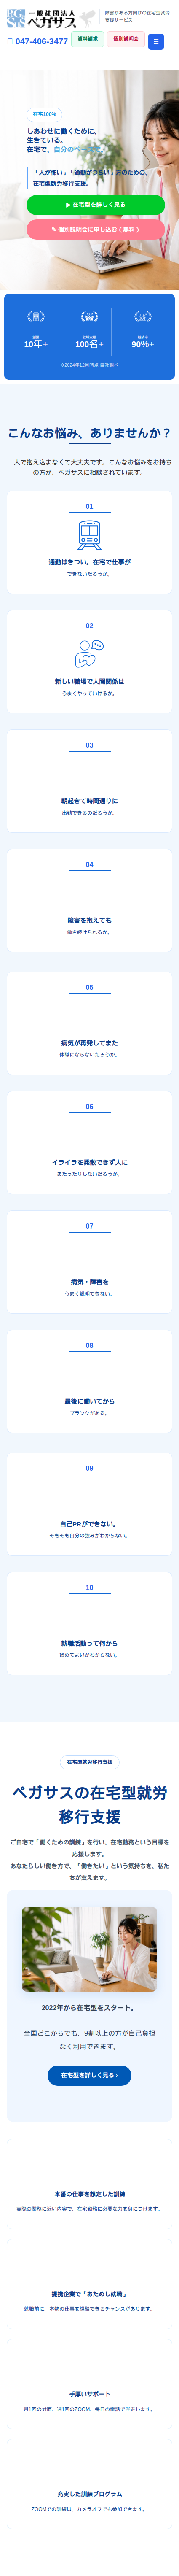 一般社団法人
ペガサス
障害がある方向けの在宅型就労
支援サービス
047-406-3477
資料請求
個別説明会
在宅100%
しあわせに働くために、
生きている。
在宅で、自分のペースで
「人が怖い」「通勤がつらい」方のための、
在宅型就労移行支援。
▶ 在宅型を詳しく見る
✎ 個別説明会に申し込む（無料）
10年+
100名+
90%+
※2024年12月時点 自社調べ
こんなお悩み、ありませんか？
一人で抱え込まなくて大丈夫です。こんなお悩みをお持ち
の方が、ペガサスに相談されています。
01
通勤はきつい。在宅で仕事が
できないだろうか。
02
新しい職場で人間関係は
うまくやっていけるか。
03
朝起きて時間通りに
出勤できるのだろうか。
04
障害を抱えても
働き続けられるか。
05
病気が再発してまた
休職にならないだろうか。
06
イライラを発散できず人に
あたったりしないだろうか。
07
病気・障害を
うまく説明できない。
08
最後に働いてから
ブランクがある。
09
自己PRができない。
そもそも自分の強みがわからない。
10
就職活動って何から
始めてよいかわからない。
在宅型就労移行支援
ペガサスの在宅型就労
移行支援
ご自宅で「働くための訓練」を行い、在宅勤務という目標を
応援します。
あたならしい働き方で、「働きたい」という気持ちを、私た
ちが支えます。
2022年から在宅型をスタート。
全国どこからでも、9割以上の方が自己負担
なく利用できます。
在宅型を詳しく見る ›
本番の仕事を想定した訓練
実際の業務に近い内容で、在宅勤務に必要な力を身につけます。
提携企業で「おためし就職」
就職前に、本物の仕事を経験できるチャンスがあります。
手厚いサポート
月1回の対面、週1回のZOOM、毎日の電話で伴走します。
充実した訓練プログラム
ZOOMでの訓練は、カメラオフでも参加できます。